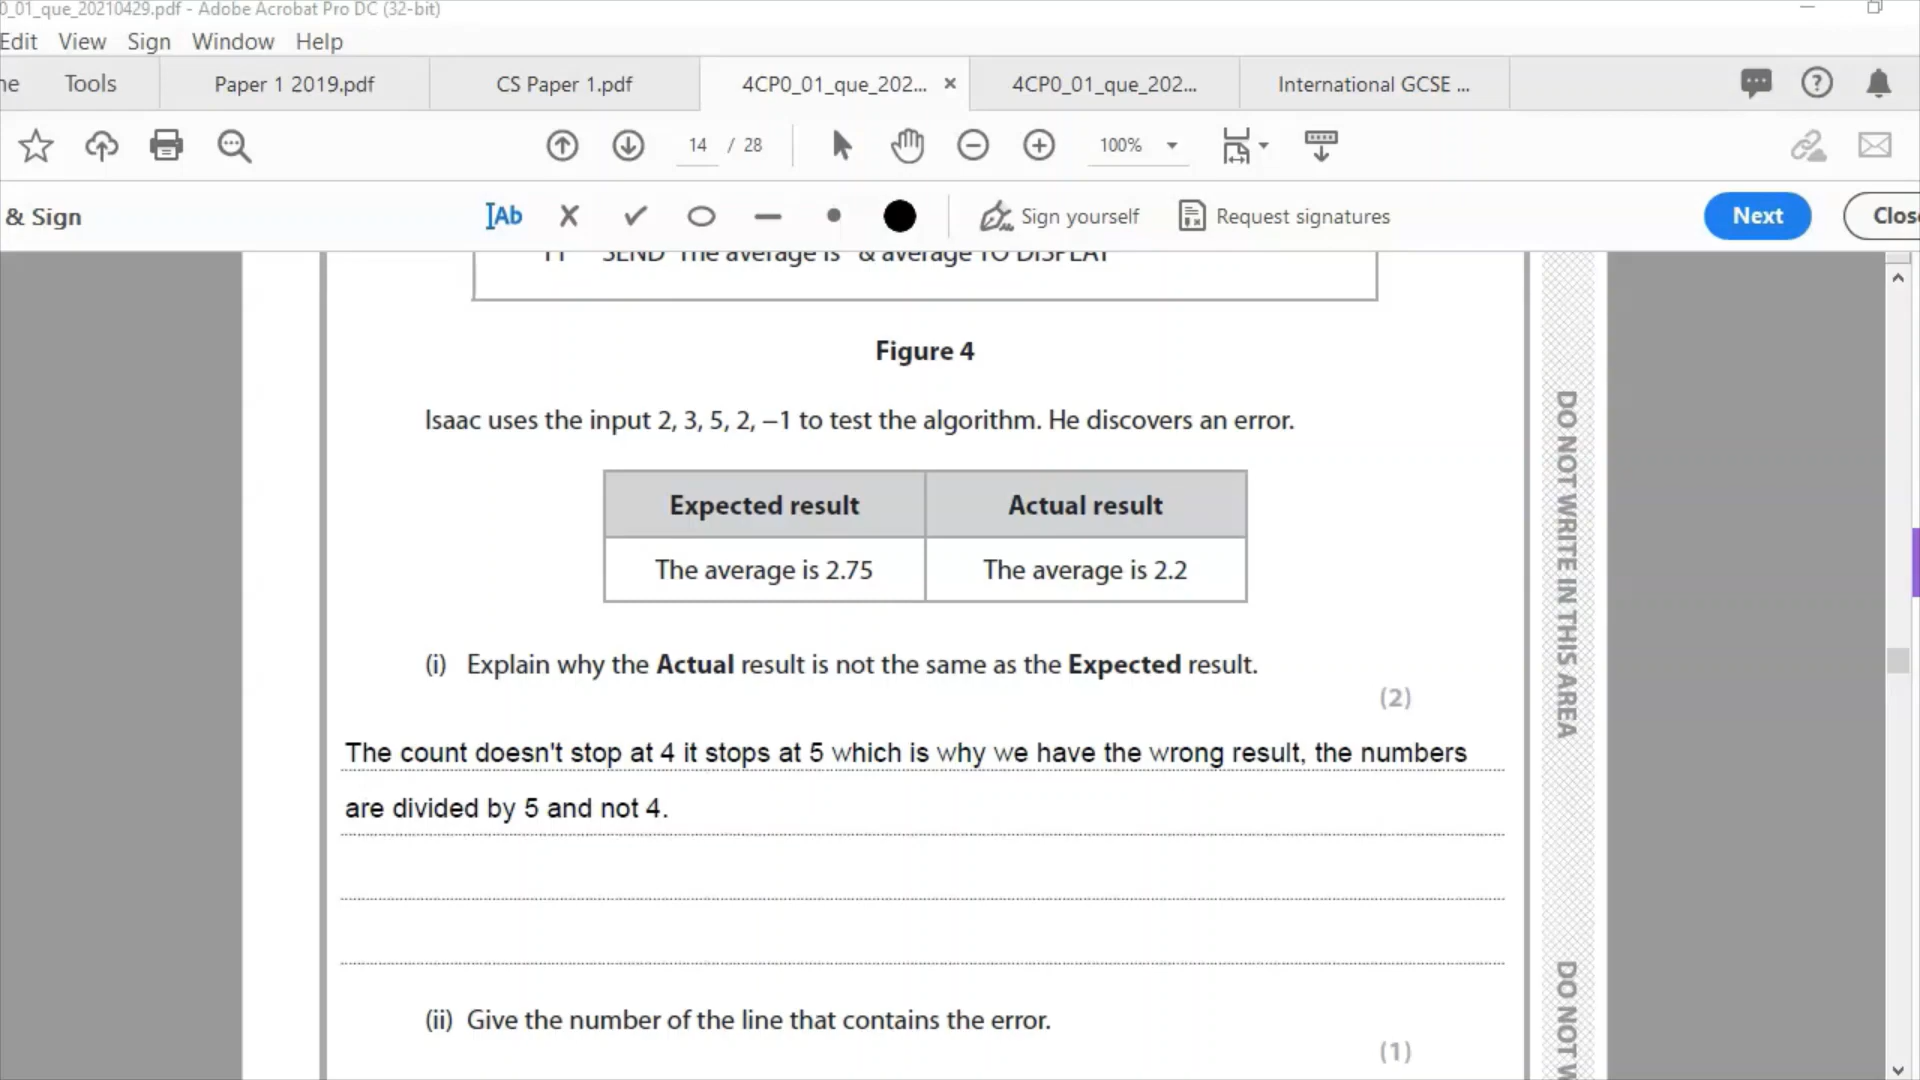 0_01_que_20210429.pdf - Adobe Acrobat Pro DC (32-bit)
Edit View Sign Window Help
Tools Paper 1 2019.pdf CS Paper 1.pdf 4CP0_01_que_202... × 4CP0_01_que_202... International GCSE ...
14 / 28 100%
& Sign Ab Sign yourself Request signatures Next Clos
11 SEND "The average is " & average TO DISPLAY
Figure 4
Isaac uses the input 2, 3, 5, 2, –1 to test the algorithm. He discovers an error.
Expected result Actual result
The average is 2.75 The average is 2.2
(i) Explain why the Actual result is not the same as the Expected result.
(2)
The count doesn't stop at 4 it stops at 5 which is why we have the wrong result, the numbers
are divided by 5 and not 4.
(ii) Give the number of the line that contains the error.
(1)
DO NOT WRITE IN THIS AREA
DO NOT W